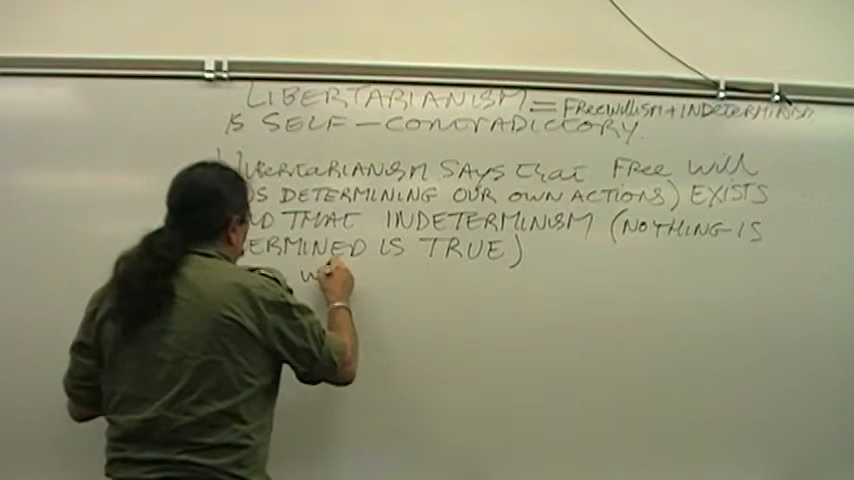 LIBERTARIANISM = FREEWILLISM + INDETERMINISM
IS SELF-CONTRADICTORY
LIBERTARIANISM SAYS THAT FREE WILL
DETERMINING OUR OWN ACTIONS) EXISTS
THAT INDETERMINISM (NOTHING IS
ERMINED IS TRUE)